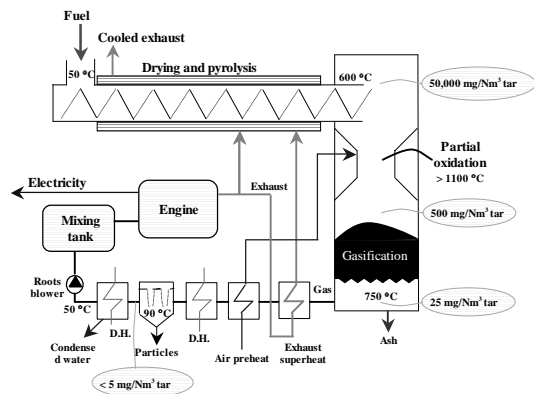 Fuel
Cooled exhaust
50 °C
Drying and pyrolysis
600 °C
50,000 mg/Nm³ tar
Partial
oxidation
> 1100 °C
Electricity
Engine
Exhaust
Mixing
tank
500 mg/Nm³ tar
Gasification
Roots
blower
50 °C
90 °C
Gas
750 °C
25 mg/Nm³ tar
D.H.
D.H.
Condense
d water
Particles
Air preheat
Exhaust
superheat
Ash
< 5 mg/Nm³ tar